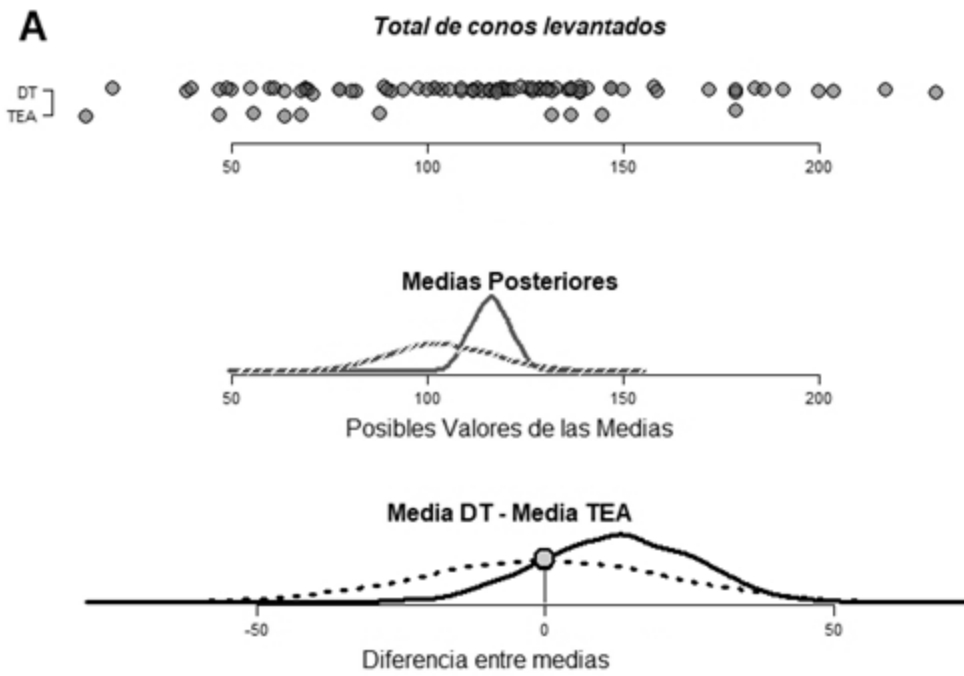 A
Total de conos levantados
DT
TEA
50 100 150 200
Medias Posteriores
50 100 150 200
Posibles Valores de las Medias
Media DT - Media TEA
-50 0 50
Diferencia entre medias